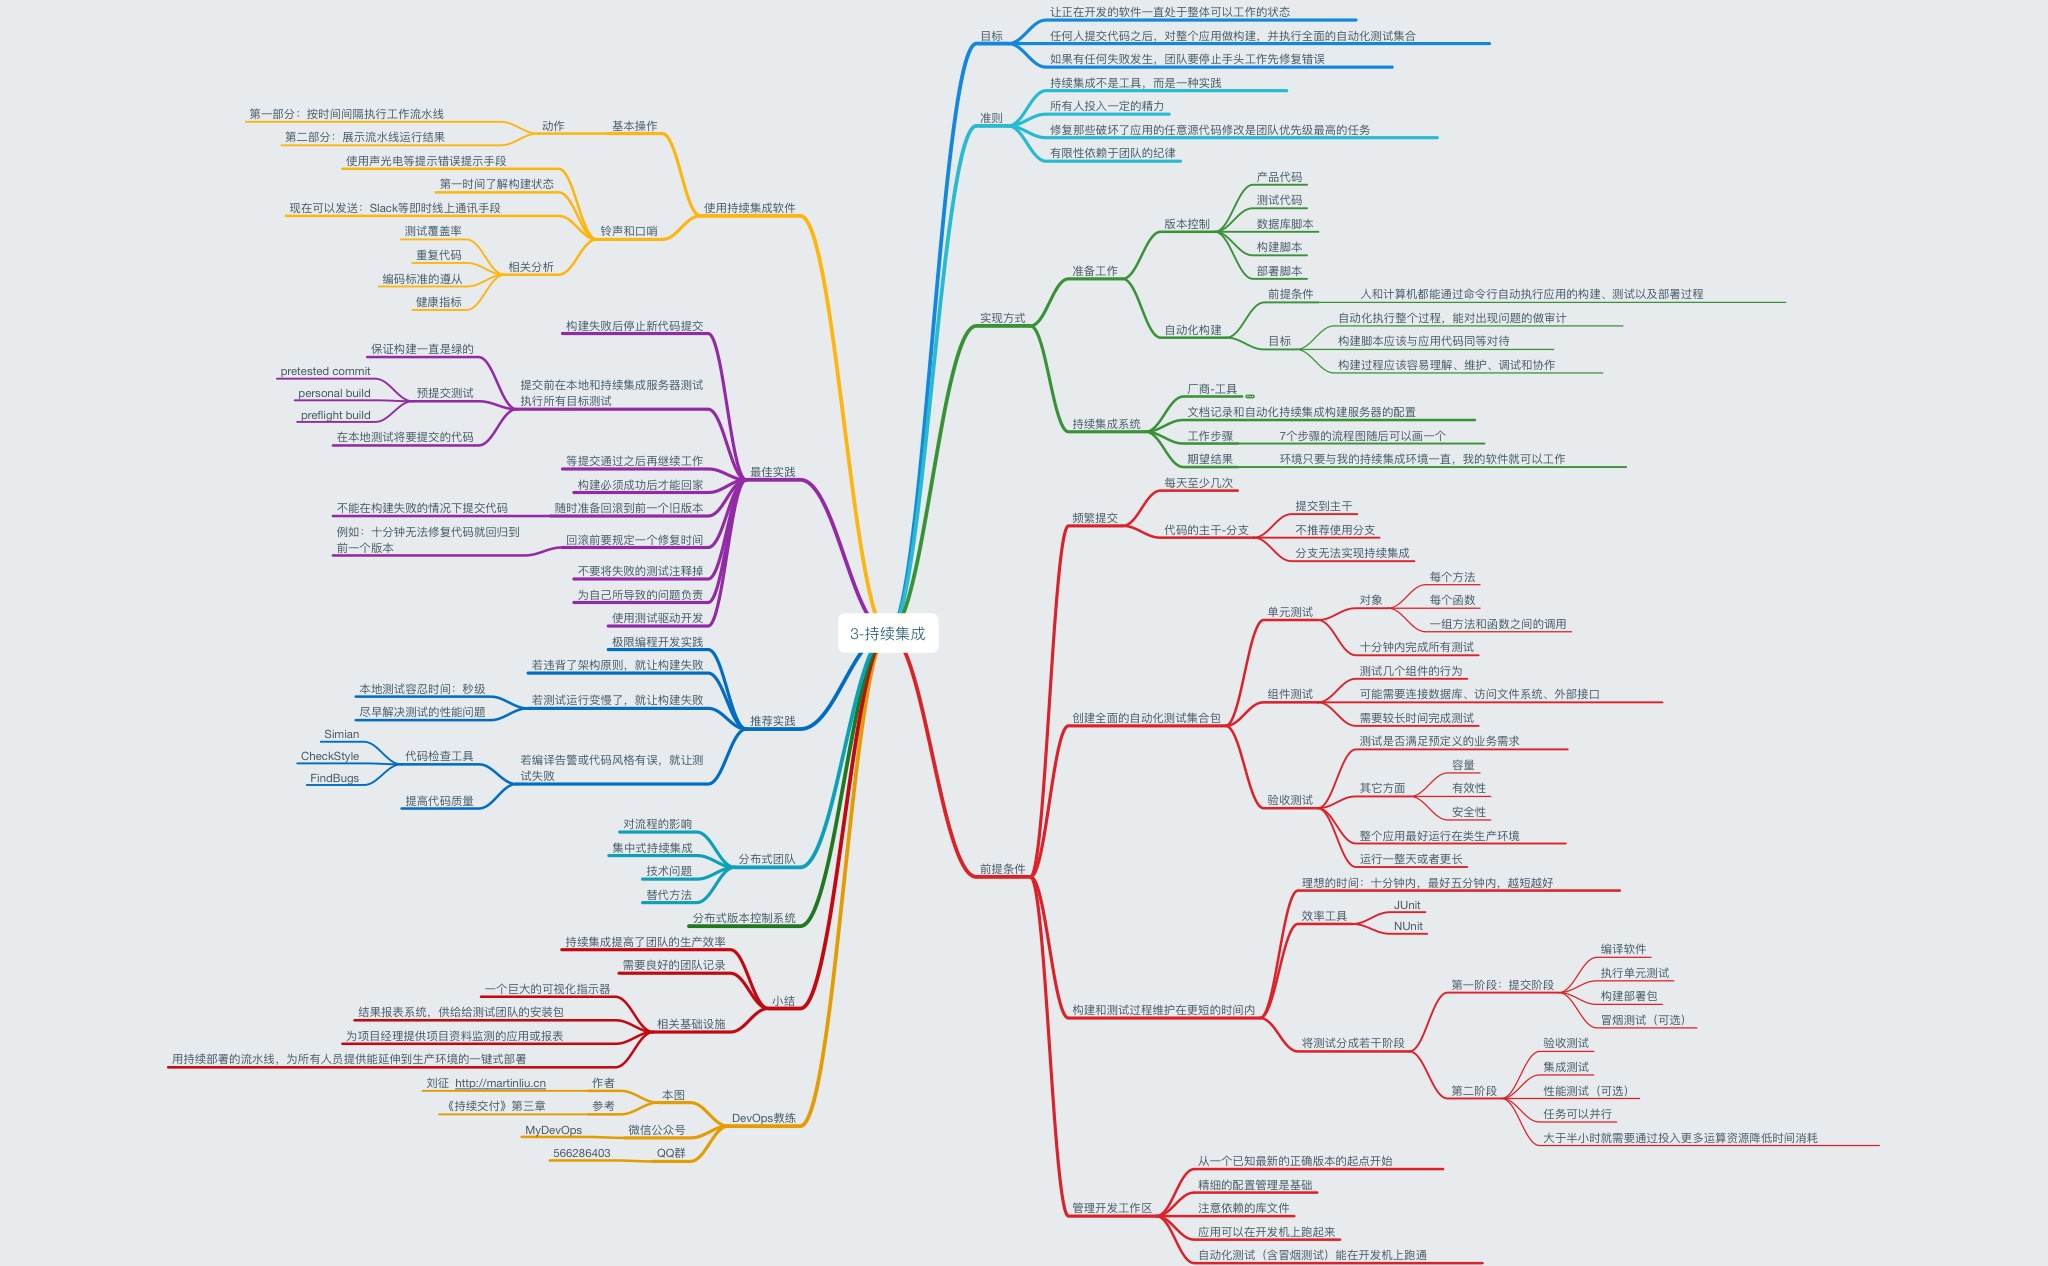 3-持续集成
目标
让正在开发的软件一直处于整体可以工作的状态
任何人提交代码之后，对整个应用做构建，并执行全面的自动化测试集合
如果有任何失败发生，团队要停止手头工作先修复错误
准则
持续集成不是工具，而是一种实践
所有人投入一定的精力
修复那些破坏了应用的任意源代码修改是团队优先级最高的任务
有限性依赖于团队的纪律
实现方式
准备工作
版本控制
产品代码
测试代码
数据库脚本
构建脚本
部署脚本
自动化构建
前提条件
人和计算机都能通过命令行自动执行应用的构建、测试以及部署过程
目标
自动化执行整个过程，能对出现问题的做审计
构建脚本应该与应用代码同等对待
构建过程应该容易理解、维护、调试和协作
持续集成系统
厂商-工具
文档记录和自动化持续集成构建服务器的配置
工作步骤
7个步骤的流程图随后可以画一个
期望结果
环境只要与我的持续集成环境一直，我的软件就可以工作
前提条件
频繁提交
每天至少几次
代码的主干-分支
提交到主干
不推荐使用分支
分支无法实现持续集成
创建全面的自动化测试集合包
单元测试
对象
每个方法
每个函数
一组方法和函数之间的调用
十分钟内完成所有测试
组件测试
测试几个组件的行为
可能需要连接数据库、访问文件系统、外部接口
需要较长时间完成测试
验收测试
测试是否满足预定义的业务需求
其它方面
容量
有效性
安全性
整个应用最好运行在类生产环境
运行一整天或者更长
构建和测试过程维护在更短的时间内
理想的时间：十分钟内，最好五分钟内，越短越好
效率工具
JUnit
NUnit
将测试分成若干阶段
第一阶段：提交阶段
编译软件
执行单元测试
构建部署包
冒烟测试（可选）
第二阶段
验收测试
集成测试
性能测试（可选）
任务可以并行
大于半小时就需要通过投入更多运算资源降低时间消耗
管理开发工作区
从一个已知最新的正确版本的起点开始
精细的配置管理是基础
注意依赖的库文件
应用可以在开发机上跑起来
自动化测试（含冒烟测试）能在开发机上跑通
使用持续集成软件
基本操作
动作
第一部分：按时间间隔执行工作流水线
第二部分：展示流水线运行结果
铃声和口哨
使用声光电等提示错误提示手段
第一时间了解构建状态
现在可以发送：Slack等即时线上通讯手段
相关分析
测试覆盖率
重复代码
编码标准的遵从
健康指标
最佳实践
构建失败后停止新代码提交
提交前在本地和持续集成服务器测试
执行所有目标测试
保证构建一直是绿的
预提交测试
pretested commit
personal build
preflight build
在本地测试将要提交的代码
等提交通过之后再继续工作
构建必须成功后才能回家
随时准备回滚到前一个旧版本
不能在构建失败的情况下提交代码
回滚前要规定一个修复时间
例如：十分钟无法修复代码就回归到
前一个版本
不要将失败的测试注释掉
为自己所导致的问题负责
使用测试驱动开发
推荐实践
极限编程开发实践
若违背了架构原则，就让构建失败
若测试运行变慢了，就让构建失败
本地测试容忍时间：秒级
尽早解决测试的性能问题
若编译告警或代码风格有误，就让测
试失败
代码检查工具
Simian
CheckStyle
FindBugs
提高代码质量
分布式团队
对流程的影响
集中式持续集成
技术问题
替代方法
分布式版本控制系统
小结
持续集成提高了团队的生产效率
需要良好的团队记录
相关基础设施
一个巨大的可视化指示器
结果报表系统，供给给测试团队的安装包
为项目经理提供项目资料监测的应用或报表
用持续部署的流水线，为所有人员提供能延伸到生产环境的一键式部署
DevOps教练
本图
作者
刘征 http://martinliu.cn
参考
《持续交付》第三章
微信公众号
MyDevOps
QQ群
566286403